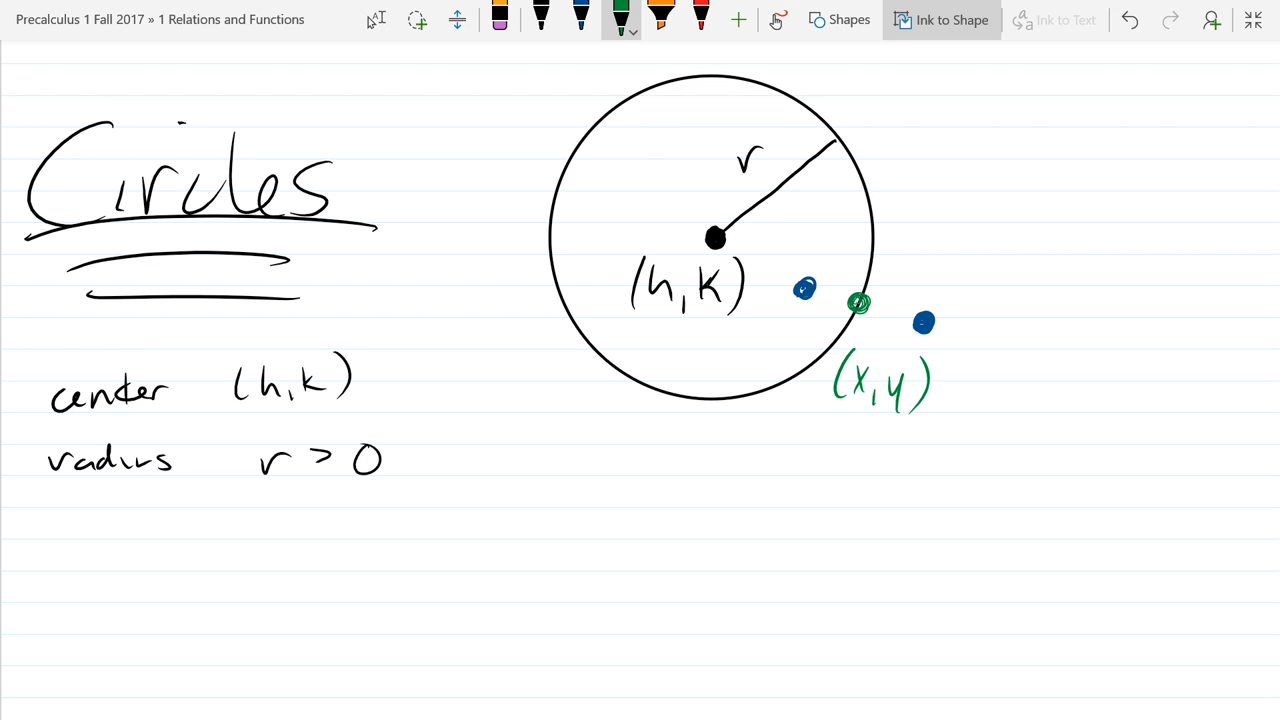 Precalculus 1 Fall 2017 » 1 Relations and Functions
Shapes
Ink to Shape
Ink to Text
Circles
r
(h,k)
(x,y)
center (h,k)
radius r > 0